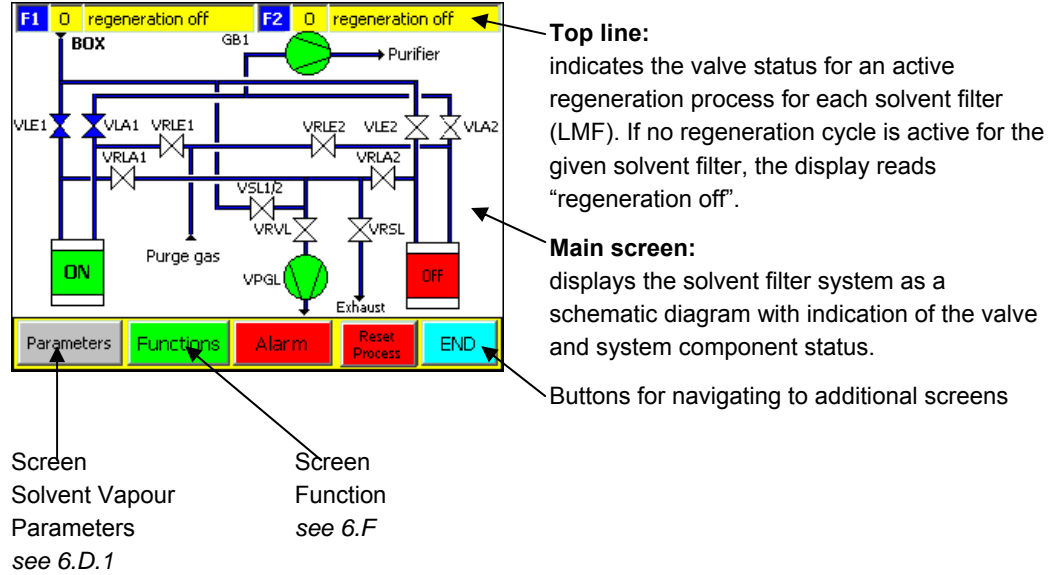 F1 0 regeneration off F2 0 regeneration off
BOX
GB1
Purifier
VLE1 VLA1 VRLE1 VRLE2 VLE2 VLA2
VRLA1 VRLA2
VSL1/2
VRVL VRSL
Purge gas
VPGL
ON
OFF
Exhaust
Parameters Functions Alarm Reset Process END
Top line:
indicates the valve status for an active
regeneration process for each solvent filter
(LMF). If no regeneration cycle is active for the
given solvent filter, the display reads
“regeneration off”.
Main screen:
displays the solvent filter system as a
schematic diagram with indication of the valve
and system component status.
Buttons for navigating to additional screens
Screen
Solvent Vapour
Parameters
see 6.D.1
Screen
Function
see 6.F